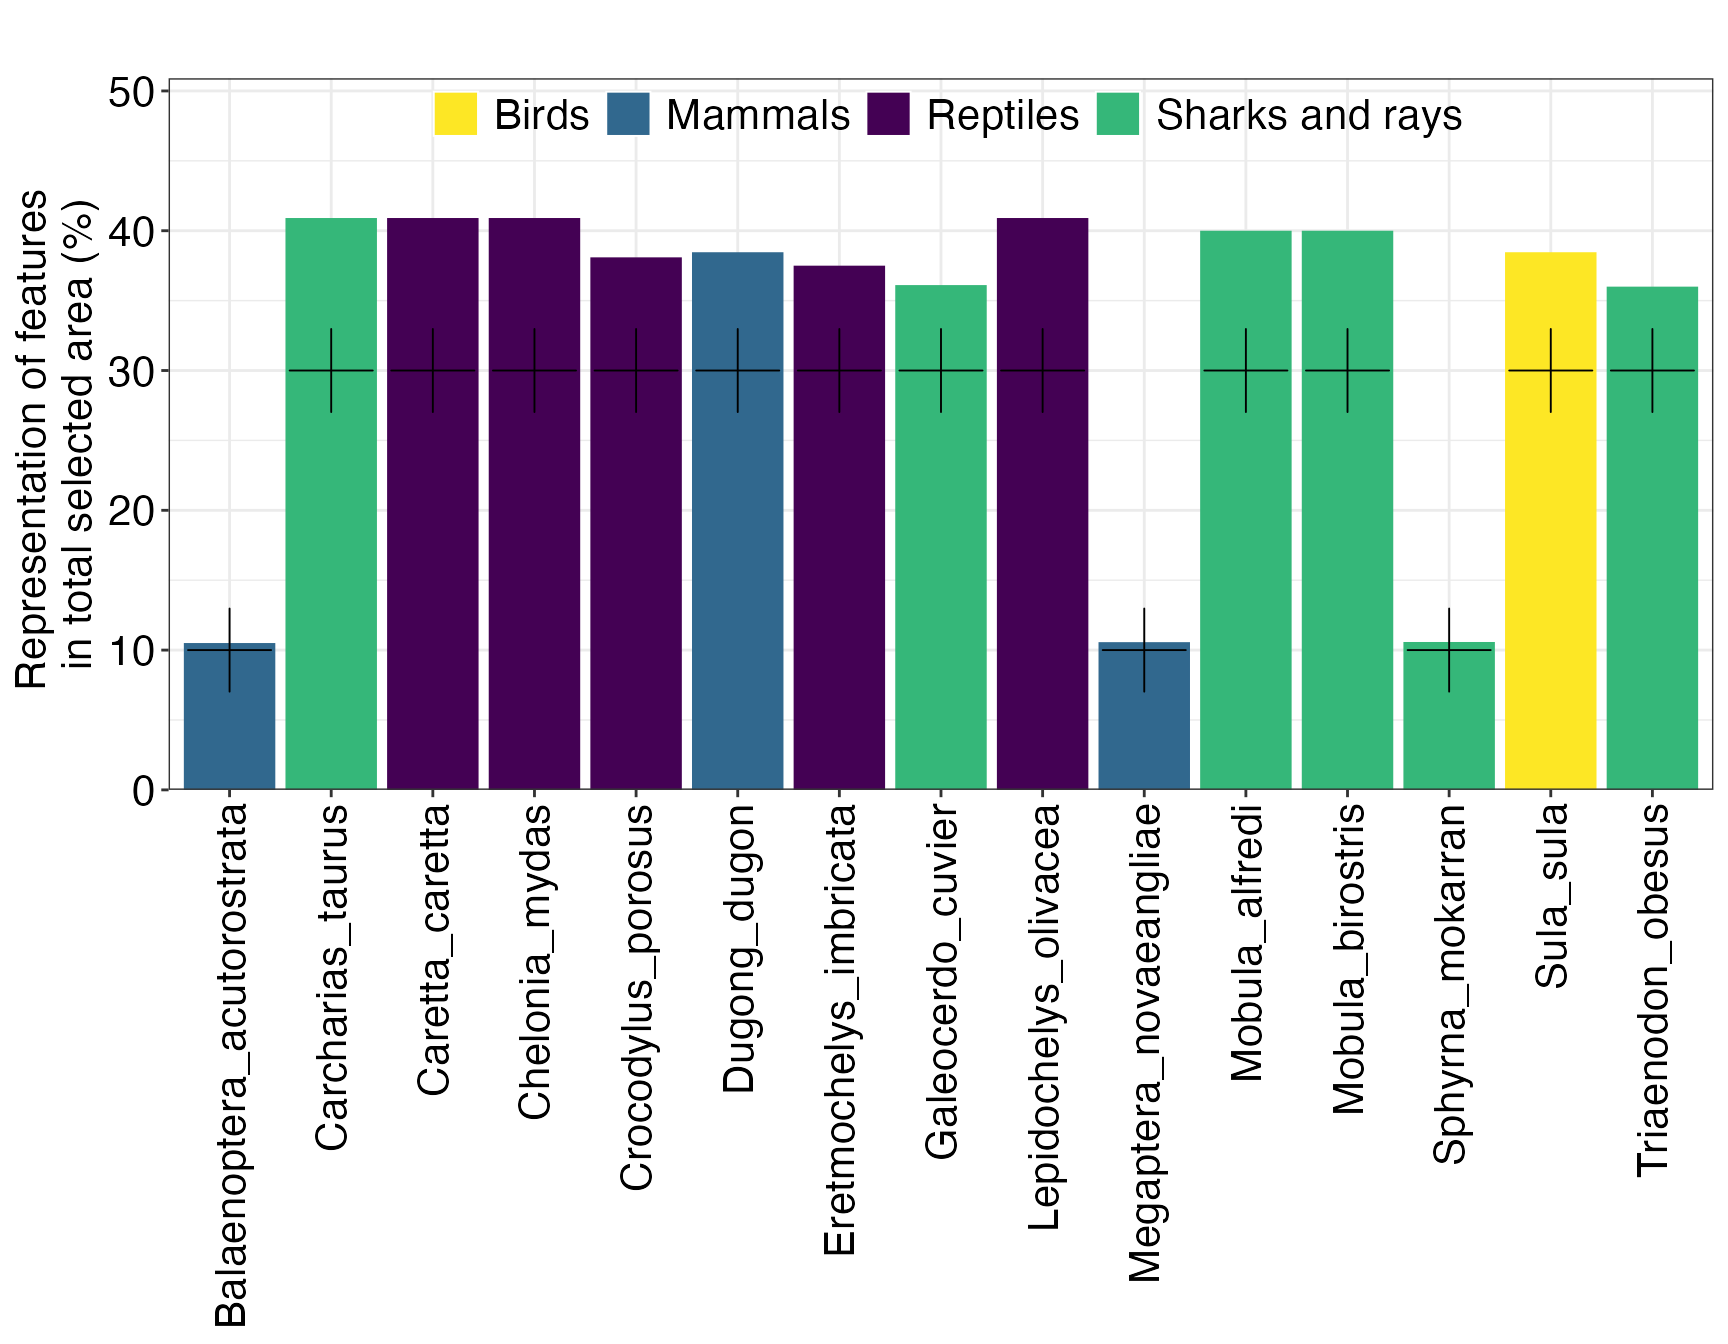 Birds Mammals Reptiles Sharks and rays
Representation of features
in total selected area (%)
50
40
30
20
10
0
Balaenoptera_acutorostrata
Carcharias_taurus
Caretta_caretta
Chelonia_mydas
Crocodylus_porosus
Dugong_dugon
Eretmochelys_imbricata
Galeocerdo_cuvier
Lepidochelys_olivacea
Megaptera_novaeangliae
Mobula_alfredi
Mobula_birostris
Sphyrna_mokarran
Sula_sula
Triaenodon_obesus